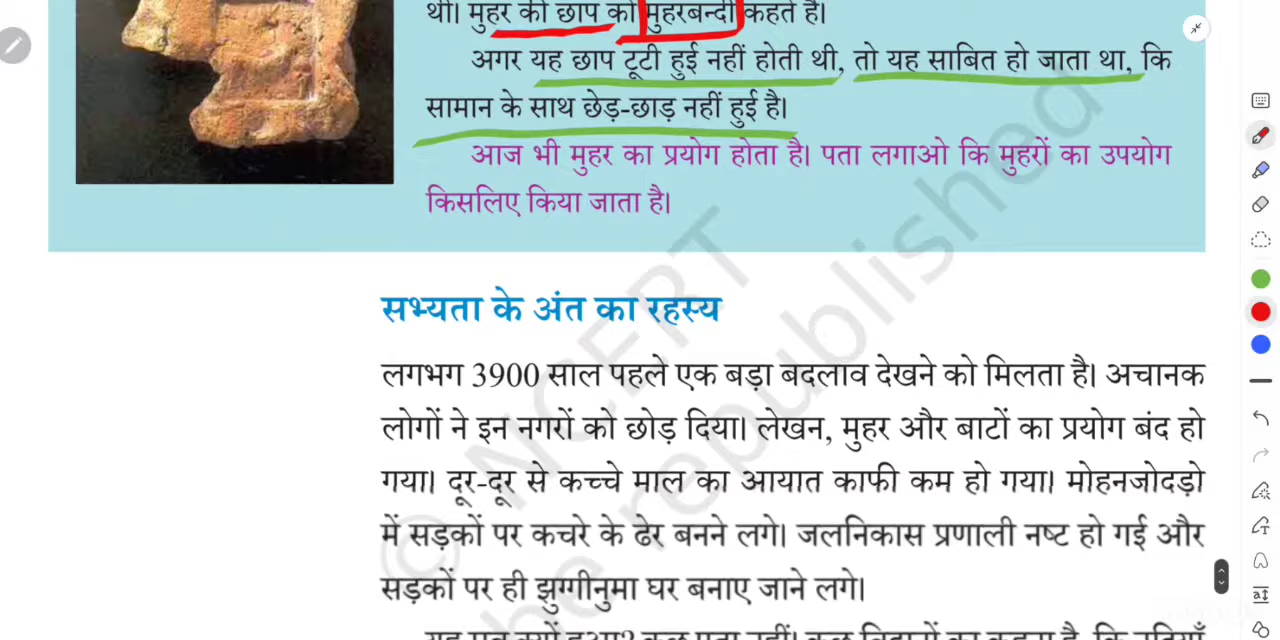 थी। मुहर की छाप को मुहरबन्दी कहते हैं।
अगर यह छाप टूटी हुई नहीं होती थी, तो यह साबित हो जाता था, कि
सामान के साथ छेड़-छाड़ नहीं हुई है।
आज भी मुहर का प्रयोग होता है। पता लगाओ कि मुहरों का उपयोग
किसलिए किया जाता है।
सभ्यता के अंत का रहस्य
लगभग 3900 साल पहले एक बड़ा बदलाव देखने को मिलता है। अचानक
लोगों ने इन नगरों को छोड़ दिया। लेखन, मुहर और बाटों का प्रयोग बंद हो
गया। दूर-दूर से कच्चे माल का आयात काफी कम हो गया। मोहनजोदड़ो
में सड़कों पर कचरे के ढेर बनने लगे। जलनिकास प्रणाली नष्ट हो गई और
सड़कों पर ही झुग्गीनुमा घर बनाए जाने लगे।
© NCERT
be republished